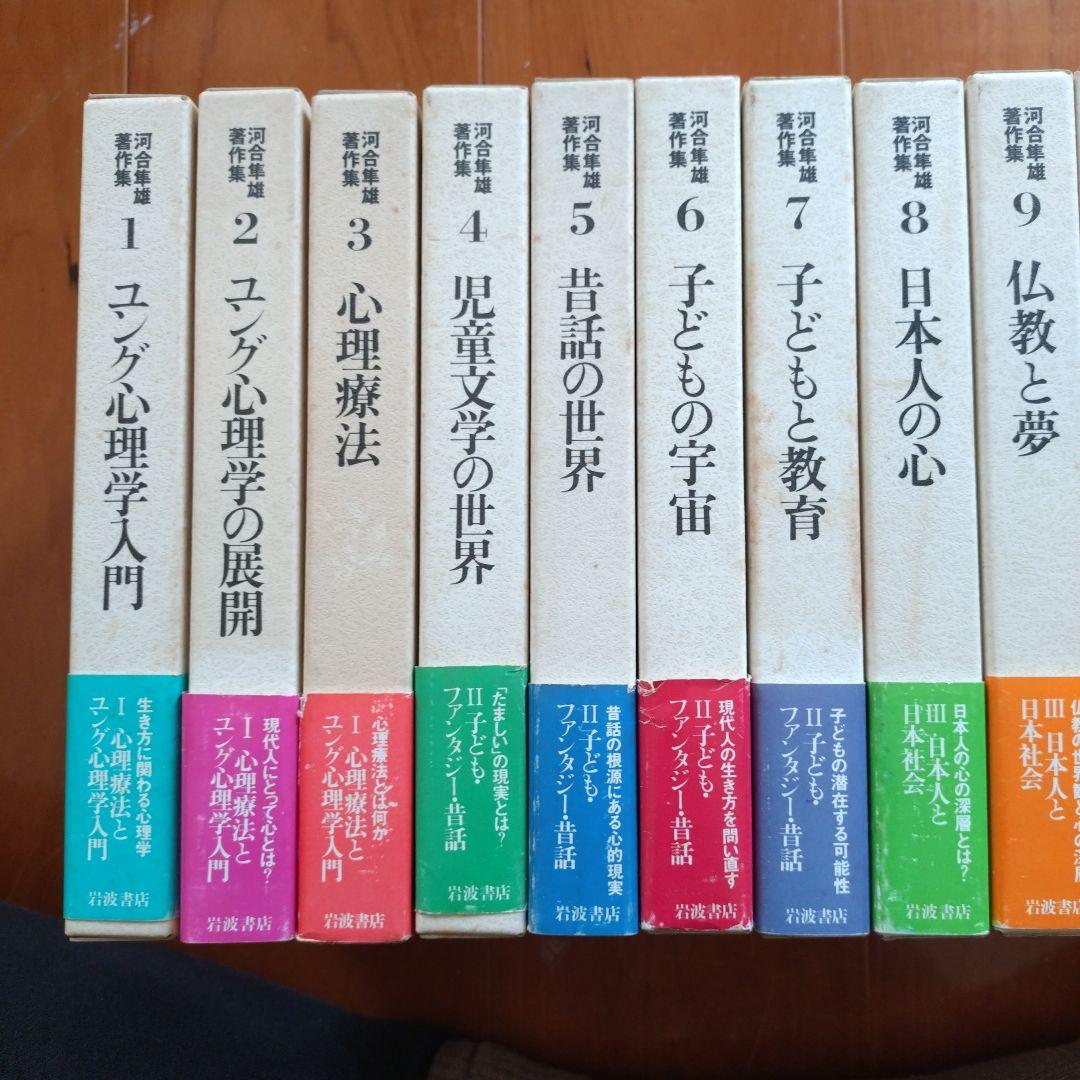 河合隼雄
著作集
1
ユング心理学入門
生き方に関わる心理学
I 心理療法と
ユング心理学入門
岩波書店
河合隼雄
著作集
2
ユング心理学の展開
現代人にとって心とは?
I 心理療法と
ユング心理学入門
岩波書店
河合隼雄
著作集
3
心理療法
心理療法とは何か
I 心理療法と
ユング心理学入門
岩波書店
河合隼雄
著作集
4
児童文学の世界
「たましい」の現実とは?
II 子ども・
ファンタジー・昔話
岩波書店
河合隼雄
著作集
5
昔話の世界
昔話の根源にある心的現実
II 子ども・
ファンタジー・昔話
岩波書店
河合隼雄
著作集
6
子どもの宇宙
現代人の生き方を問い直す
II 子ども・
ファンタジー・昔話
岩波書店
河合隼雄
著作集
7
子どもと教育
子どもの潜在する可能性
II 子ども・
ファンタジー・昔話
岩波書店
河合隼雄
著作集
8
日本人の心
日本人の心の深層とは?
III 日本人と
日本社会
岩波書店
河合隼雄
著作集
9
仏教と夢
仏教の世界観と心の
III 日本人と
日本社会
岩波書店